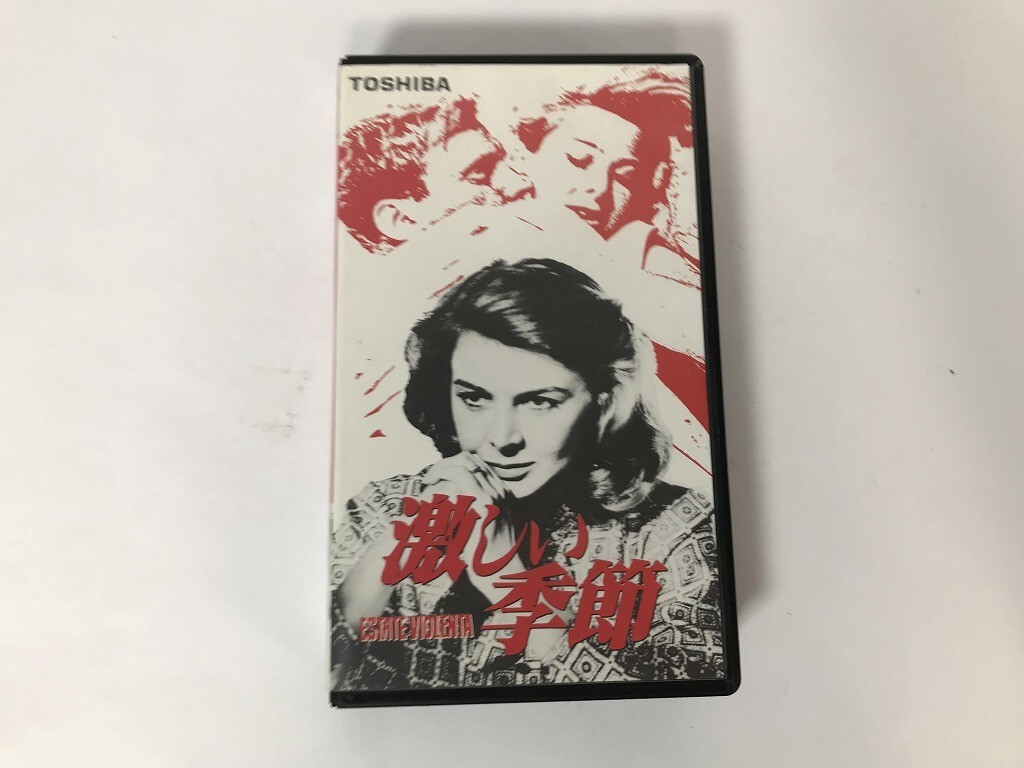 TOSHIBA
激しい
季節
ESTATE VIOLENTA